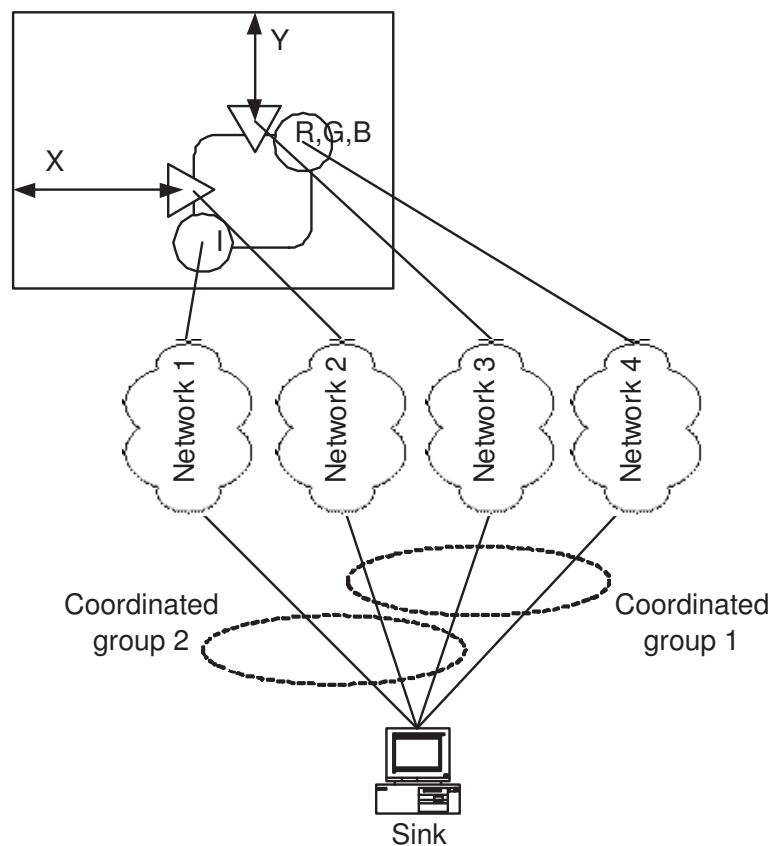 Y
R,G,B
X
I
Network 1
Network 2
Network 3
Network 4
Coordinated
group 2
Coordinated
group 1
Sink